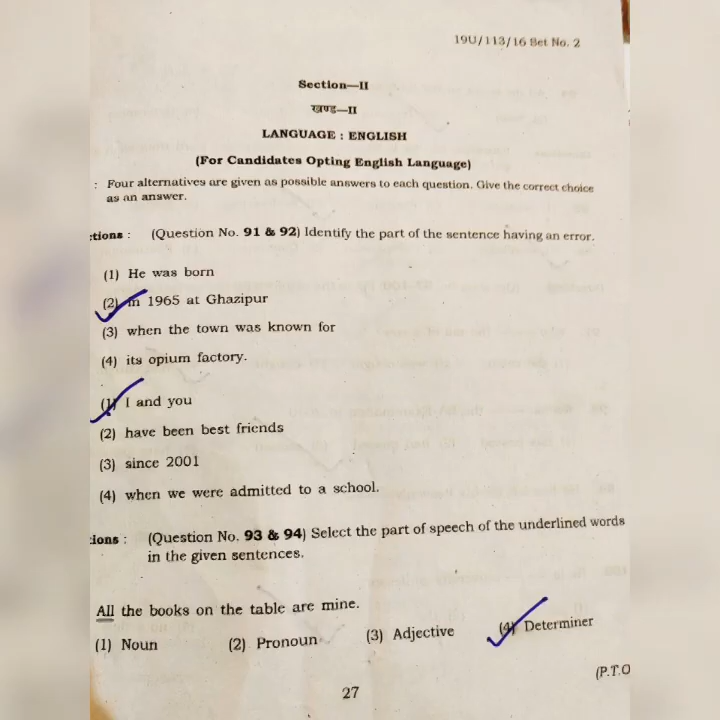 19U/113/16 Set No. 2
Section—II
खण्ड—II
LANGUAGE : ENGLISH
(For Candidates Opting English Language)
: Four alternatives are given as possible answers to each question. Give the correct choice
as an answer.
ctions : (Question No. 91 & 92) Identify the part of the sentence having an error.
(1) He was born
(2) in 1965 at Ghazipur
(3) when the town was known for
(4) its opium factory.
(1) I and you
(2) have been best friends
(3) since 2001
(4) when we were admitted to a school.
ions : (Question No. 93 & 94) Select the part of speech of the underlined words
in the given sentences.
All the books on the table are mine.
(1) Noun (2) Pronoun (3) Adjective (4) Determiner
(P.T.O
27